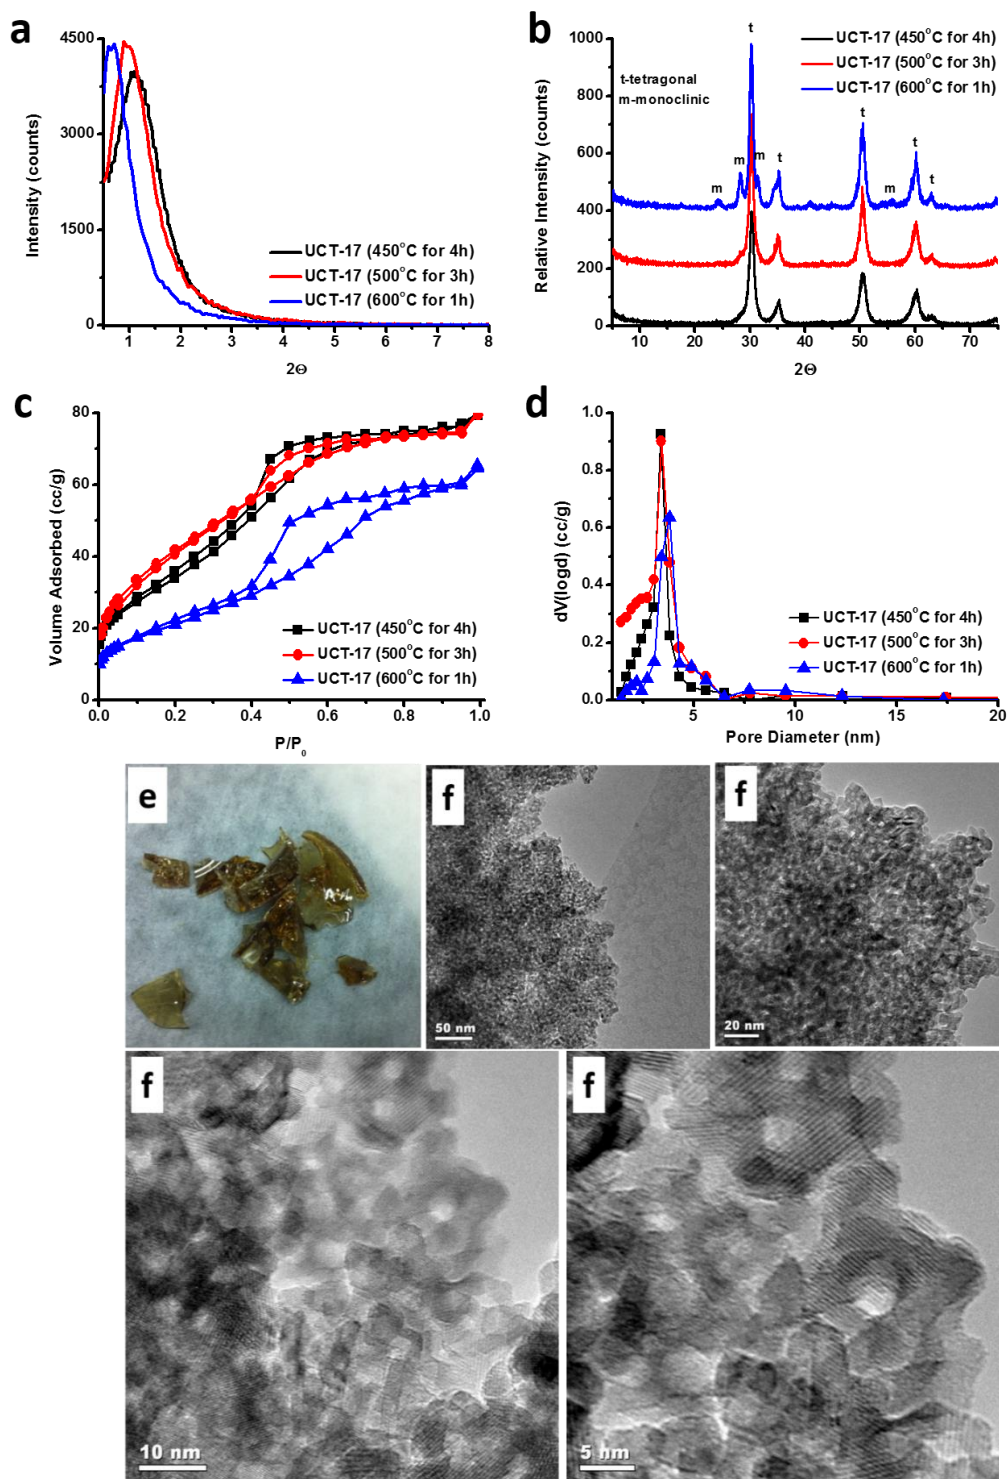 a
4500
3000
1500
0
Intensity (counts)
UCT-17 (450°C for 4h)
UCT-17 (500°C for 3h)
UCT-17 (600°C for 1h)
1 2 3 4 5 6 7 8
2Θ
b
1000
800
600
400
200
0
Relative Intensity (counts)
t-tetragonal
m-monoclinic
UCT-17 (450°C for 4h)
UCT-17 (500°C for 3h)
UCT-17 (600°C for 1h)
t
t
t
m m t
m m t
10 20 30 40 50 60 70
2Θ
c
80
60
40
20
0
Volume Adsorbed (cc/g)
UCT-17 (450°C for 4h)
UCT-17 (500°C for 3h)
UCT-17 (600°C for 1h)
0.0 0.2 0.4 0.6 0.8 1.0
P/P₀
d
1.0
0.8
0.6
0.4
0.2
0.0
dV(logd) (cc/g)
UCT-17 (450°C for 4h)
UCT-17 (500°C for 3h)
UCT-17 (600°C for 1h)
5 10 15 20
Pore Diameter (nm)
e
f
50 nm
f
20 nm
f
10 nm
f
5 nm